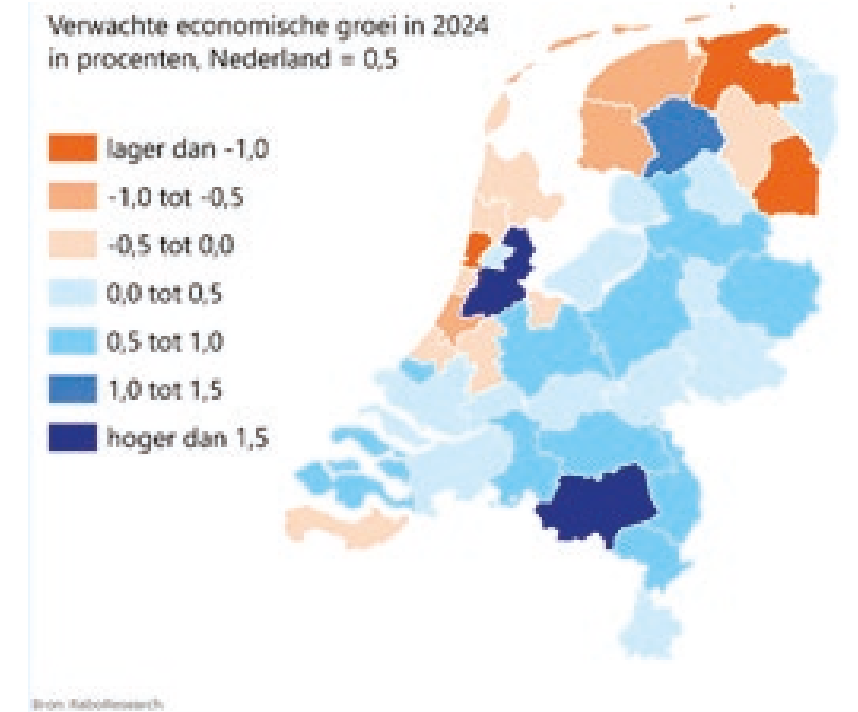 Verwachte economische groei in 2024
in procenten, Nederland = 0,5
lager dan -1,0
-1,0 tot -0,5
-0,5 tot 0,0
0,0 tot 0,5
0,5 tot 1,0
1,0 tot 1,5
hoger dan 1,5
Bron: RaboResearch